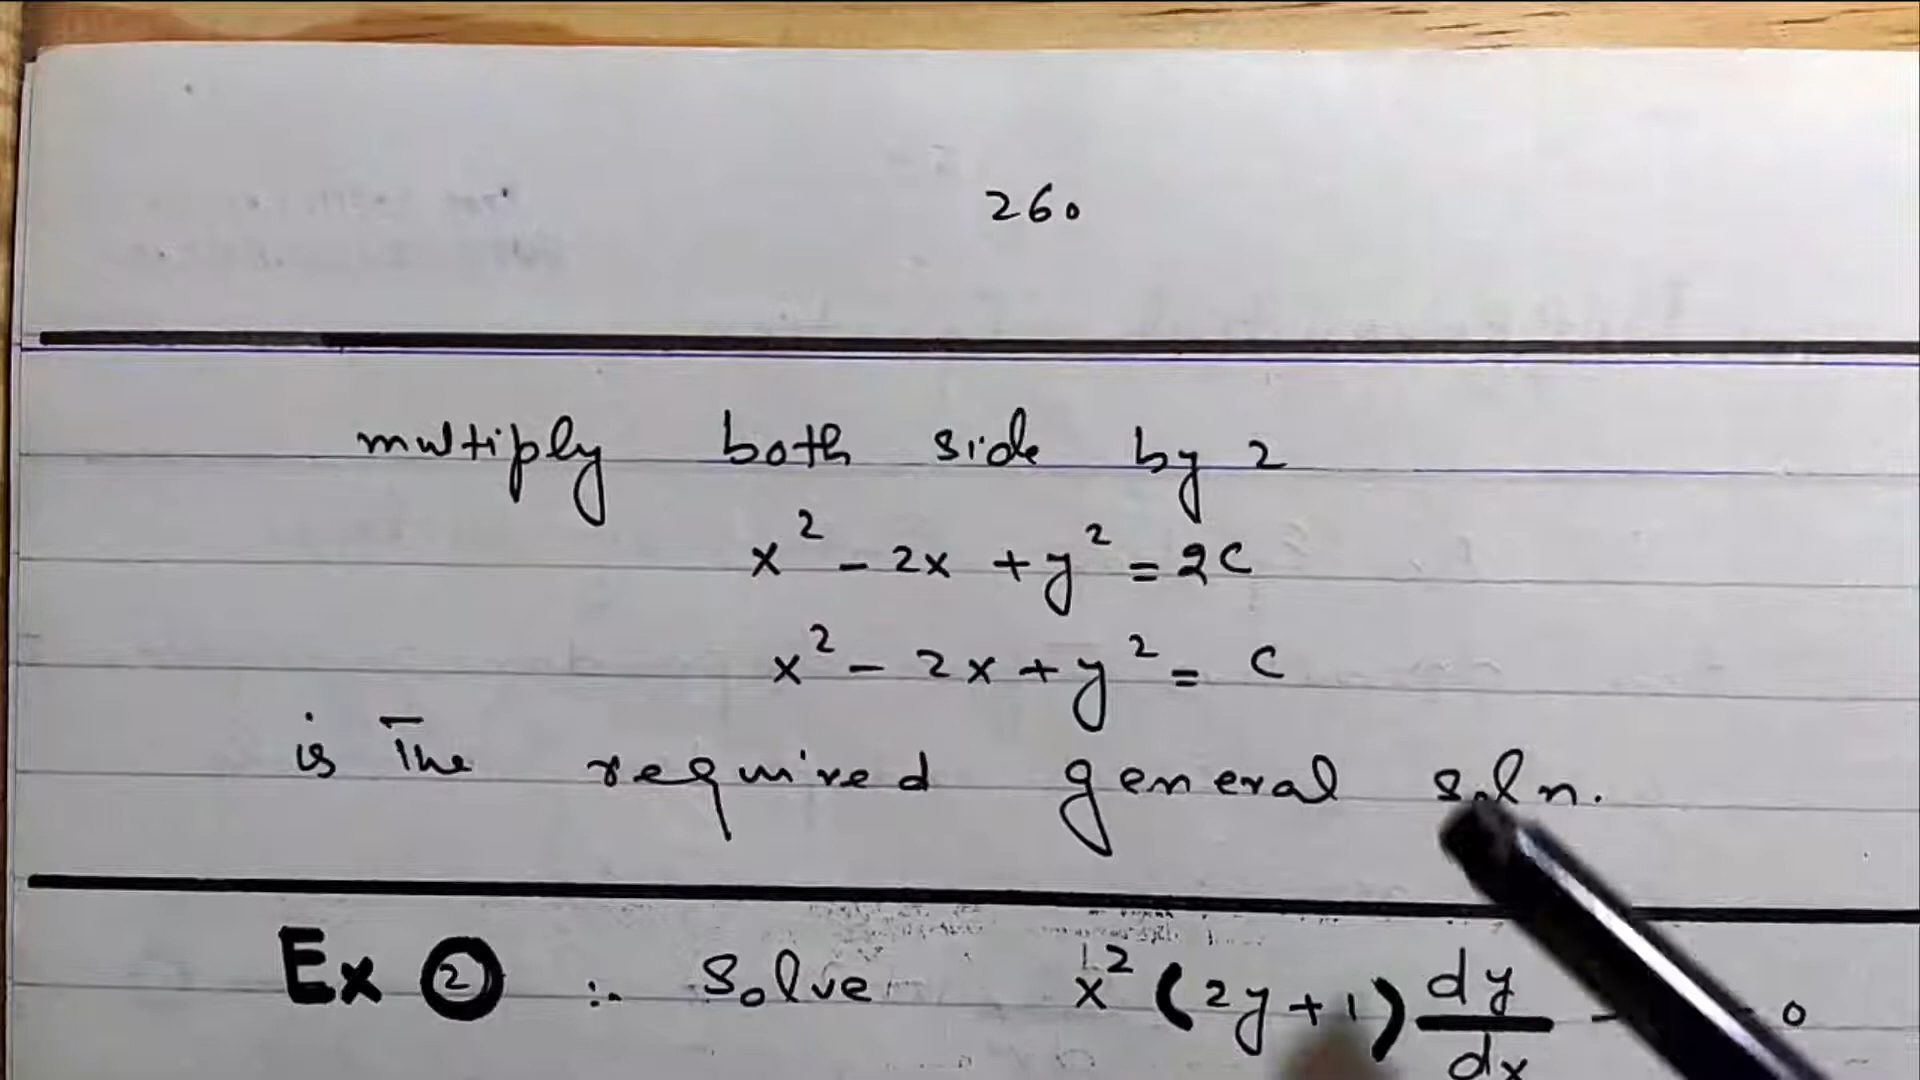 260
multiply both side by 2
x² - 2x + y² = 2c
x² - 2x + y² = c
is The required general soln.
Ex ② :- Solve x²(2y+1) dy/dx - 0